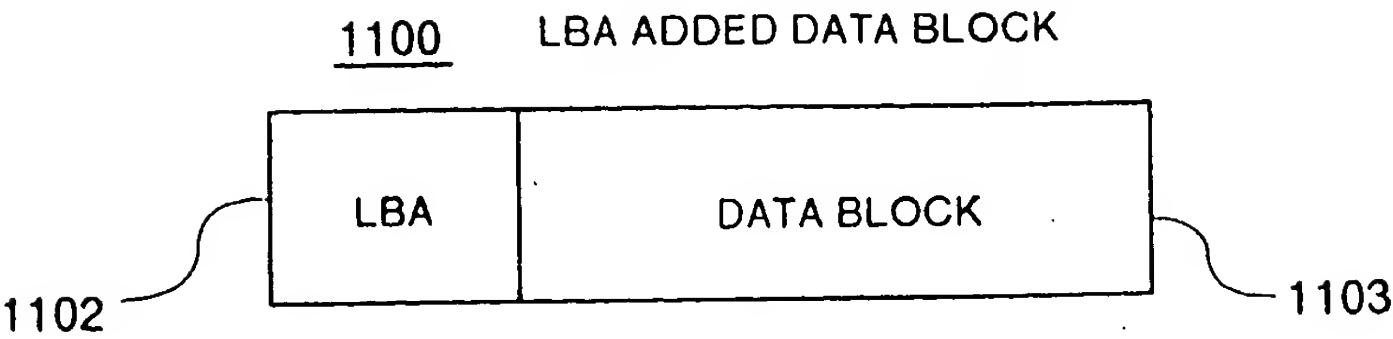 1100 LBA ADDED DATA BLOCK
LBA DATA BLOCK
1102 1103